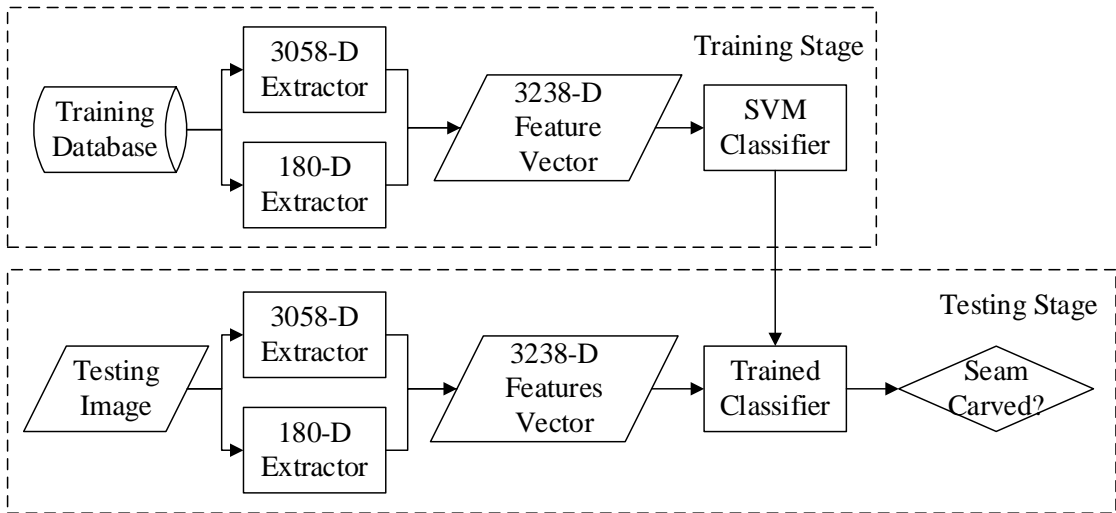 Training Stage
Training
Database
3058-D
Extractor
180-D
Extractor
3238-D
Feature
Vector
SVM
Classifier
Testing Stage
Testing
Image
3058-D
Extractor
180-D
Extractor
3238-D
Features
Vector
Trained
Classifier
Seam
Carved?